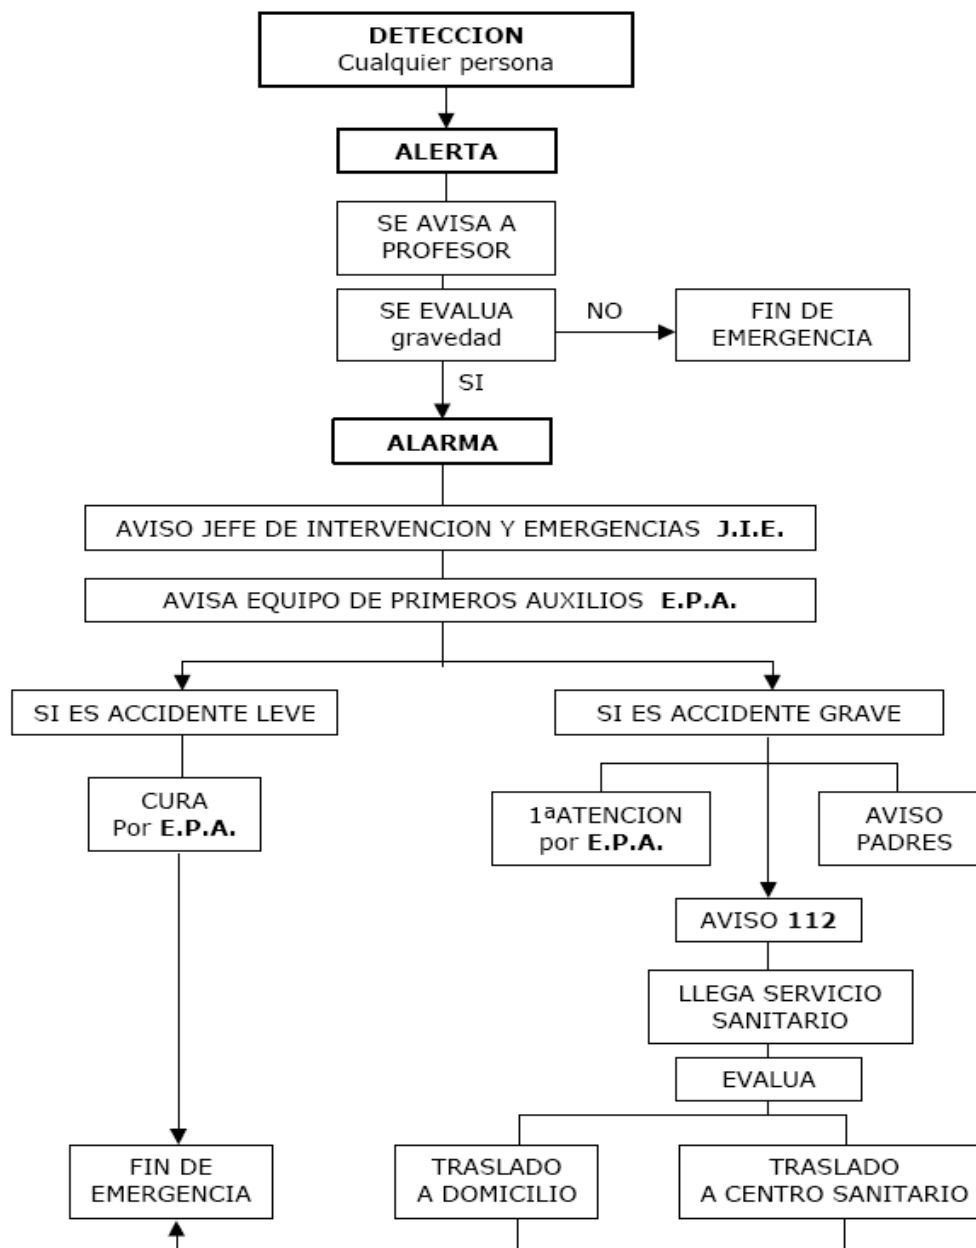 DETECCION
Cualquier persona
ALERTA
SE AVISA A
PROFESOR
SE EVALUA
gravedad
NO
FIN DE
EMERGENCIA
SI
ALARMA
AVISO JEFE DE INTERVENCION Y EMERGENCIAS J.I.E.
AVISA EQUIPO DE PRIMEROS AUXILIOS E.P.A.
SI ES ACCIDENTE LEVE
SI ES ACCIDENTE GRAVE
CURA
Por E.P.A.
1ªATENCION
por E.P.A.
AVISO
PADRES
AVISO 112
LLEGA SERVICIO
SANITARIO
EVALUA
FIN DE
EMERGENCIA
TRASLADO
A DOMICILIO
TRASLADO
A CENTRO SANITARIO